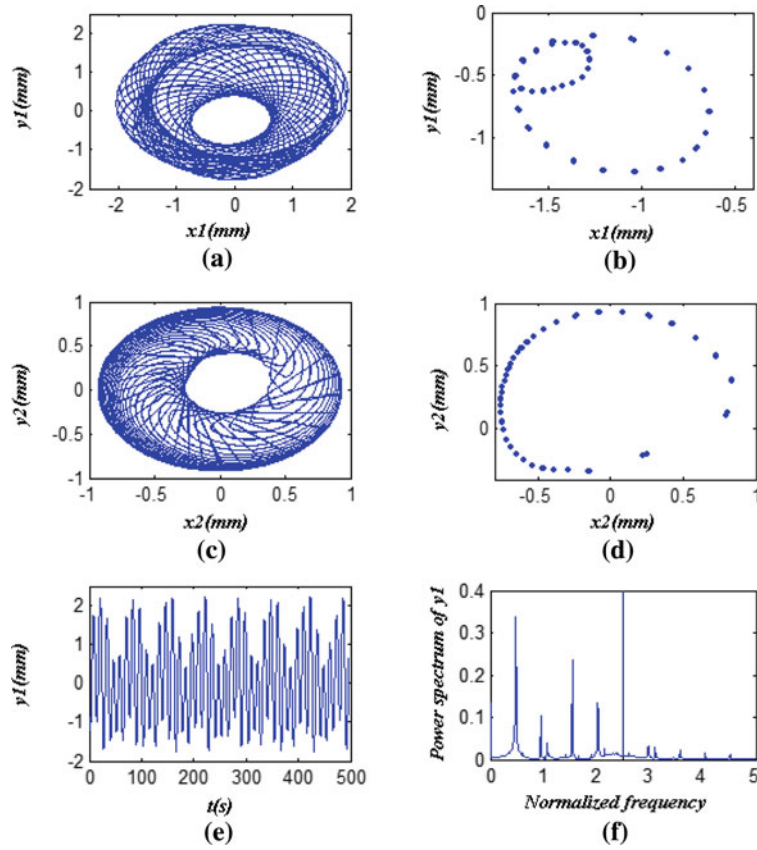 2
1
0
-1
-2
y1(mm)
-2 -1 0 1 2
x1(mm)
(a)
0
-0.5
-1
y1(mm)
-1.5 -1 -0.5
x1(mm)
(b)
1
0.5
0
-0.5
-1
y2(mm)
-1 -0.5 0 0.5 1
x2(mm)
(c)
1
0.5
0
y2(mm)
-0.5 0 0.5 1
x2(mm)
(d)
2
1
0
-1
-2
y1(mm)
0 100 200 300 400 500
t(s)
(e)
0.4
0.3
0.2
0.1
0
Power spectrum of y1
0 1 2 3 4 5
Normalized frequency
(f)